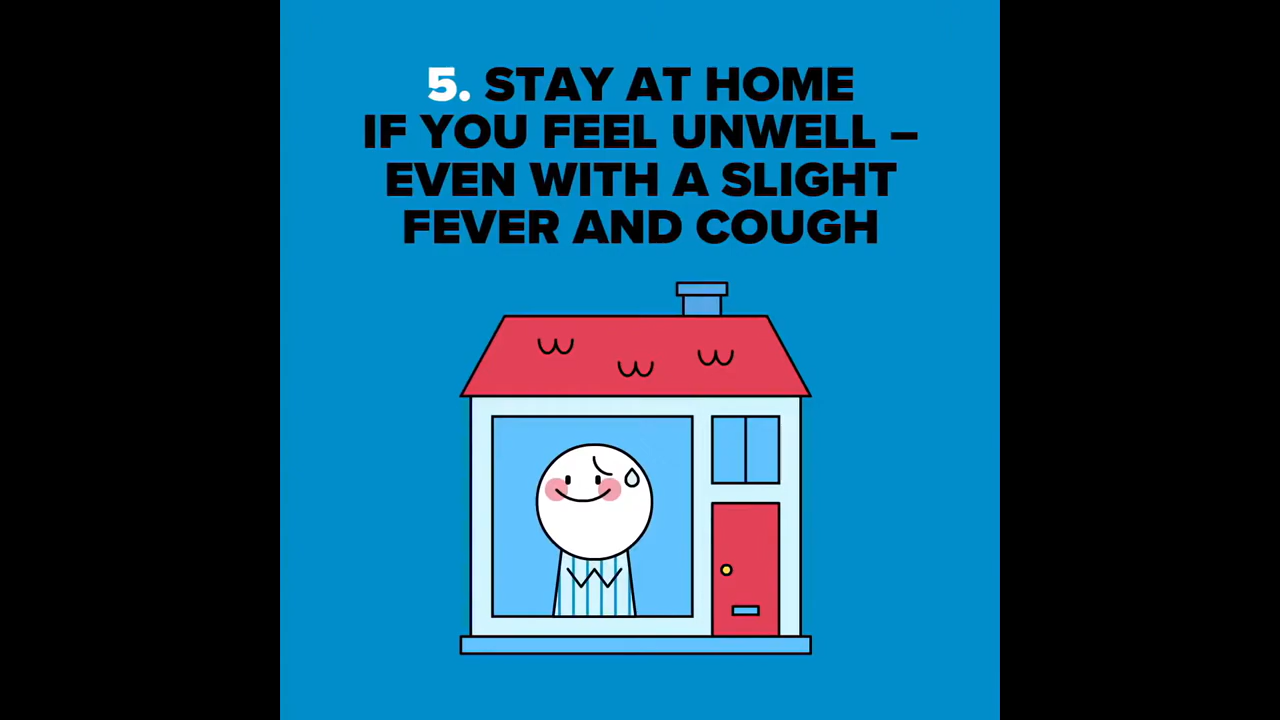 5. STAY AT HOME
IF YOU FEEL UNWELL –
EVEN WITH A SLIGHT
FEVER AND COUGH